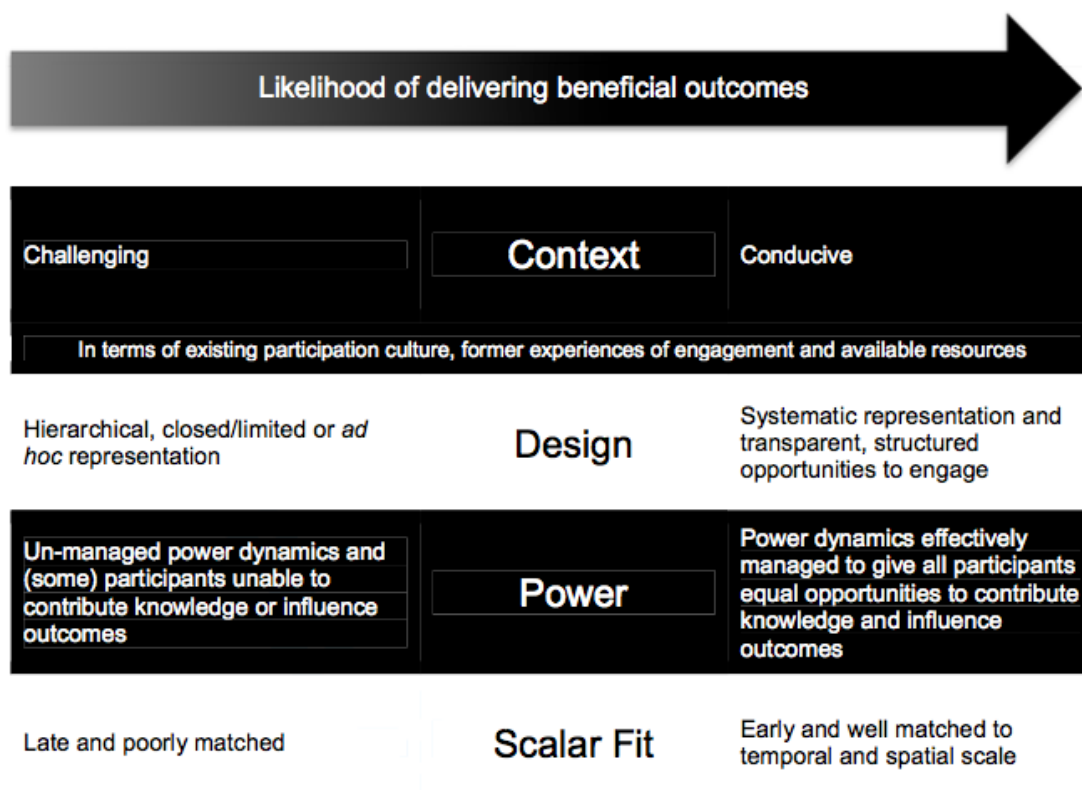 Likelihood of delivering beneficial outcomes
Challenging
Context
Conducive
In terms of existing participation culture, former experiences of engagement and available resources
Hierarchical, closed/limited or ad
hoc representation
Design
Systematic representation and
transparent, structured
opportunities to engage
Un-managed power dynamics and
(some) participants unable to
contribute knowledge or influence
outcomes
Power
Power dynamics effectively
managed to give all participants
equal opportunities to contribute
knowledge and influence
outcomes
Late and poorly matched
Scalar Fit
Early and well matched to
temporal and spatial scale